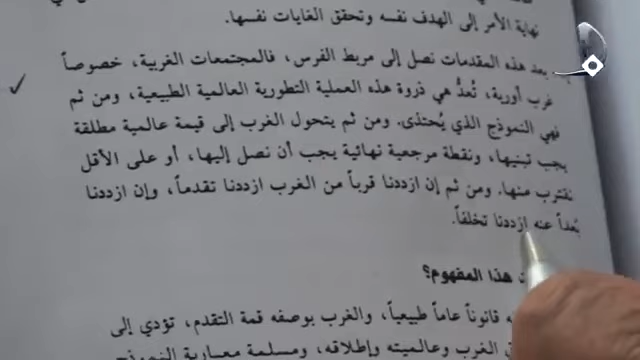 نهاية الأمر إلى الهدف نفسه وتحقق الغايات نفسها.
بعد هذه المقدمات نصل إلى مربط الفرس، فالمجتمعات الغربية، خصوصاً
غرب أوربة، تُعدُّ هي ذروة هذه العملية التطورية العالمية الطبيعية، ومن ثم
فهي النموذج الذي يُحتذى. ومن ثم يتحول الغرب إلى قيمة عالمية مطلقة
يجب تبنيها، ونقطة مرجعية نهائية يجب أن نصل إليها، أو على الأقل
نقترب منها. ومن ثم إن ازددنا قرباً من الغرب ازددنا تقدماً، وإن ازددنا
بُعداً عنه ازددنا تخلفاً.
هذا المفهوم؟
قانوناً عاماً طبيعياً، والغرب بوصفه قمة التقدم، تؤدي إلى
الغرب وعالميته وإطلاقه، ومسلمة معيارية النموذج